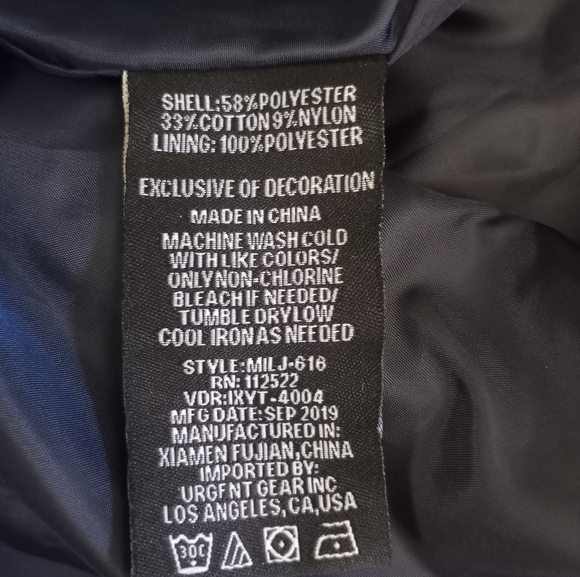 SHELL:58%POLYESTER
33%COTTON 9%NYLON
LINING: 100%POLYESTER
EXCLUSIVE OF DECORATION
MADE IN CHINA
MACHINE WASH COLD
WITH LIKE COLORS/
ONLY NON-CHLORINE
BLEACH IF NEEDED/
TUMBLE DRY LOW
COOL IRON AS NEEDED
STYLE:MILJ-616
RN: 112522
VDR:IXYT-4004
MFG DATE:SEP 2019
MANUFACTURED IN:
XIAMEN FUJIAN,CHINA
IMPORTED BY:
URGENT GEAR INC
LOS ANGELES, CA,USA
30C